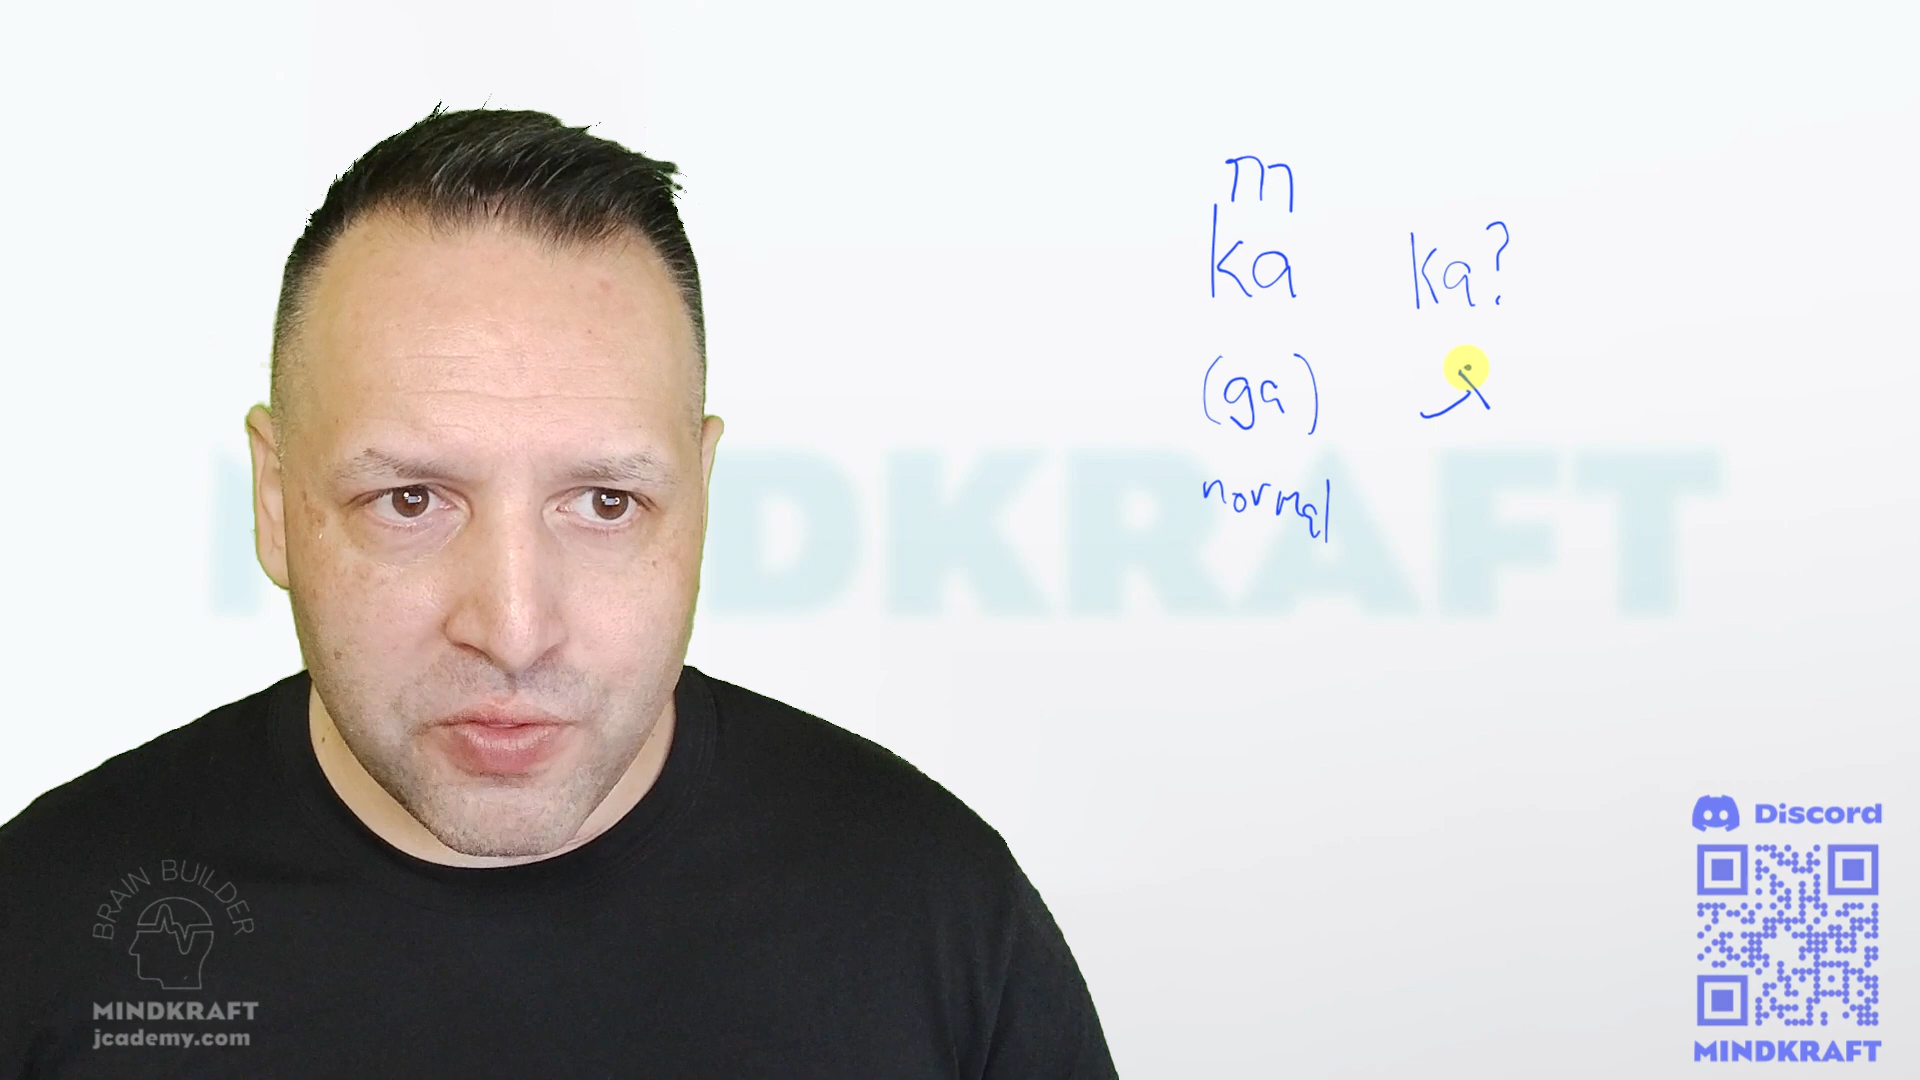 m
ka
ka?
(ga)
normal
MINDKRAFT
BRAIN BUILDER
MINDKRAFT
jcademy.com
Discord
MINDKRAFT